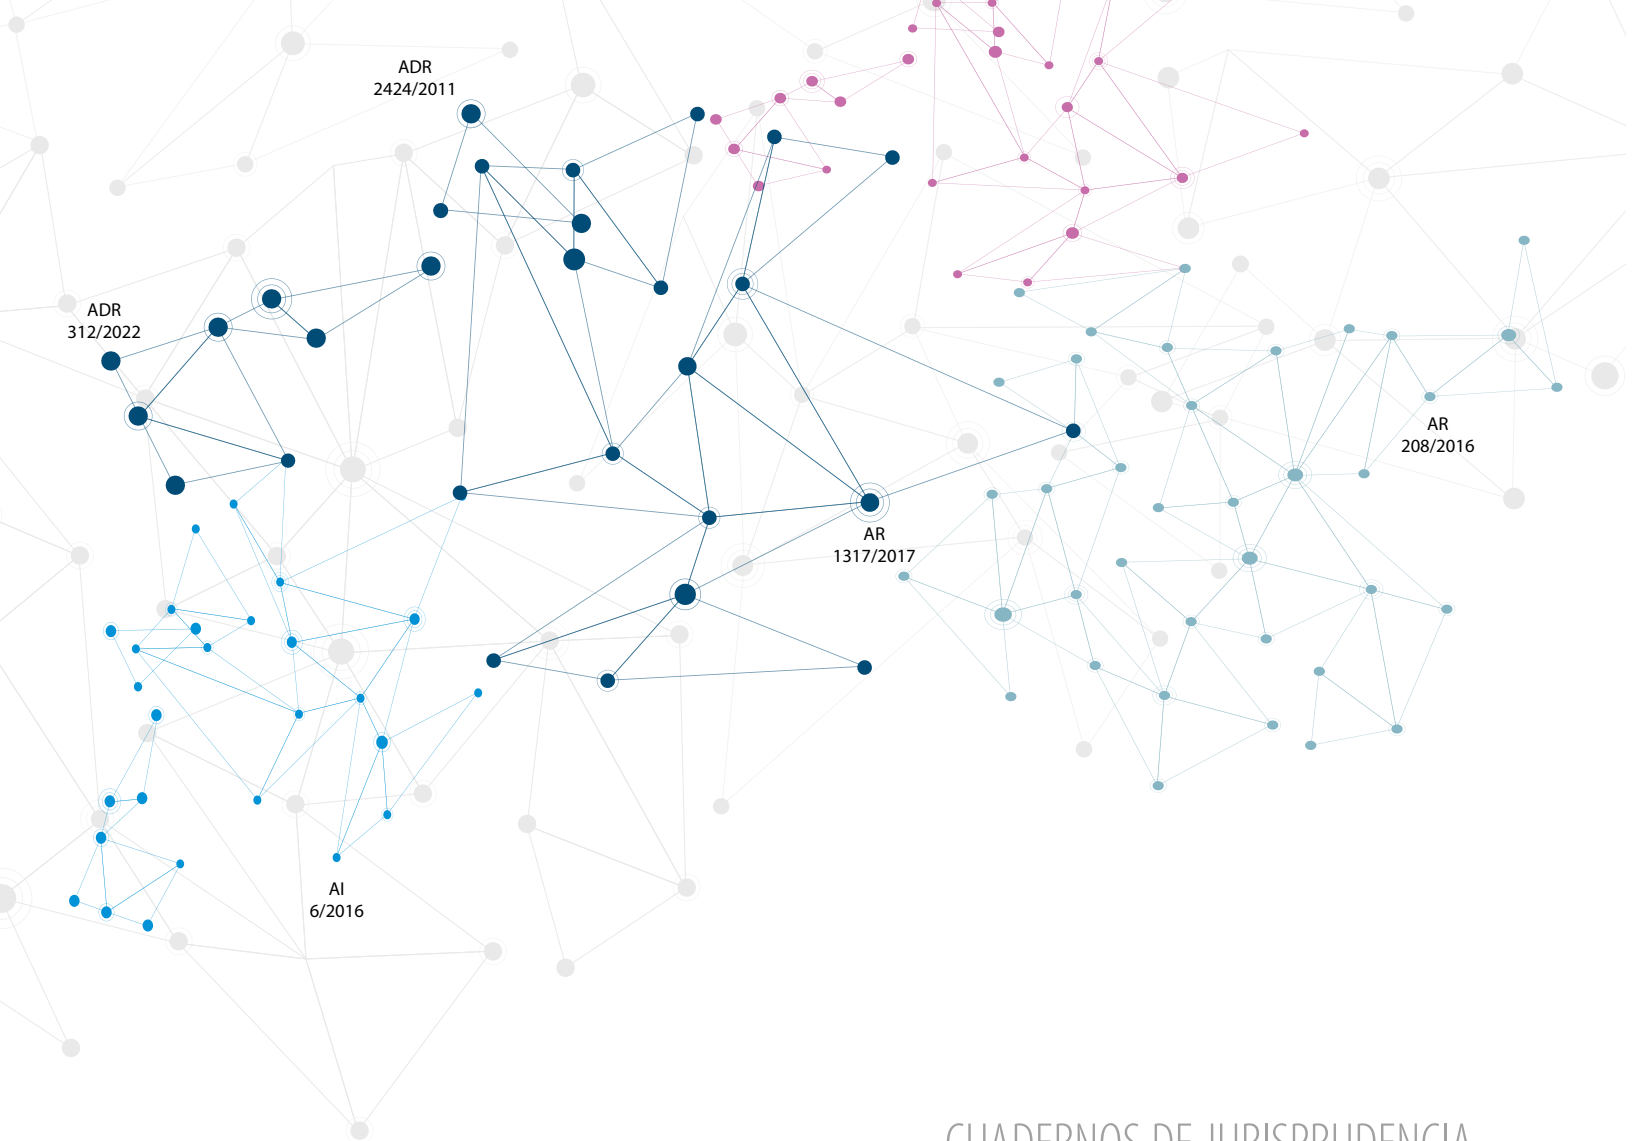 ADR
2424/2011
ADR
312/2022
AR
208/2016
AR
1317/2017
AI
6/2016
CUADERNOS DE JURISPRUDENCIA